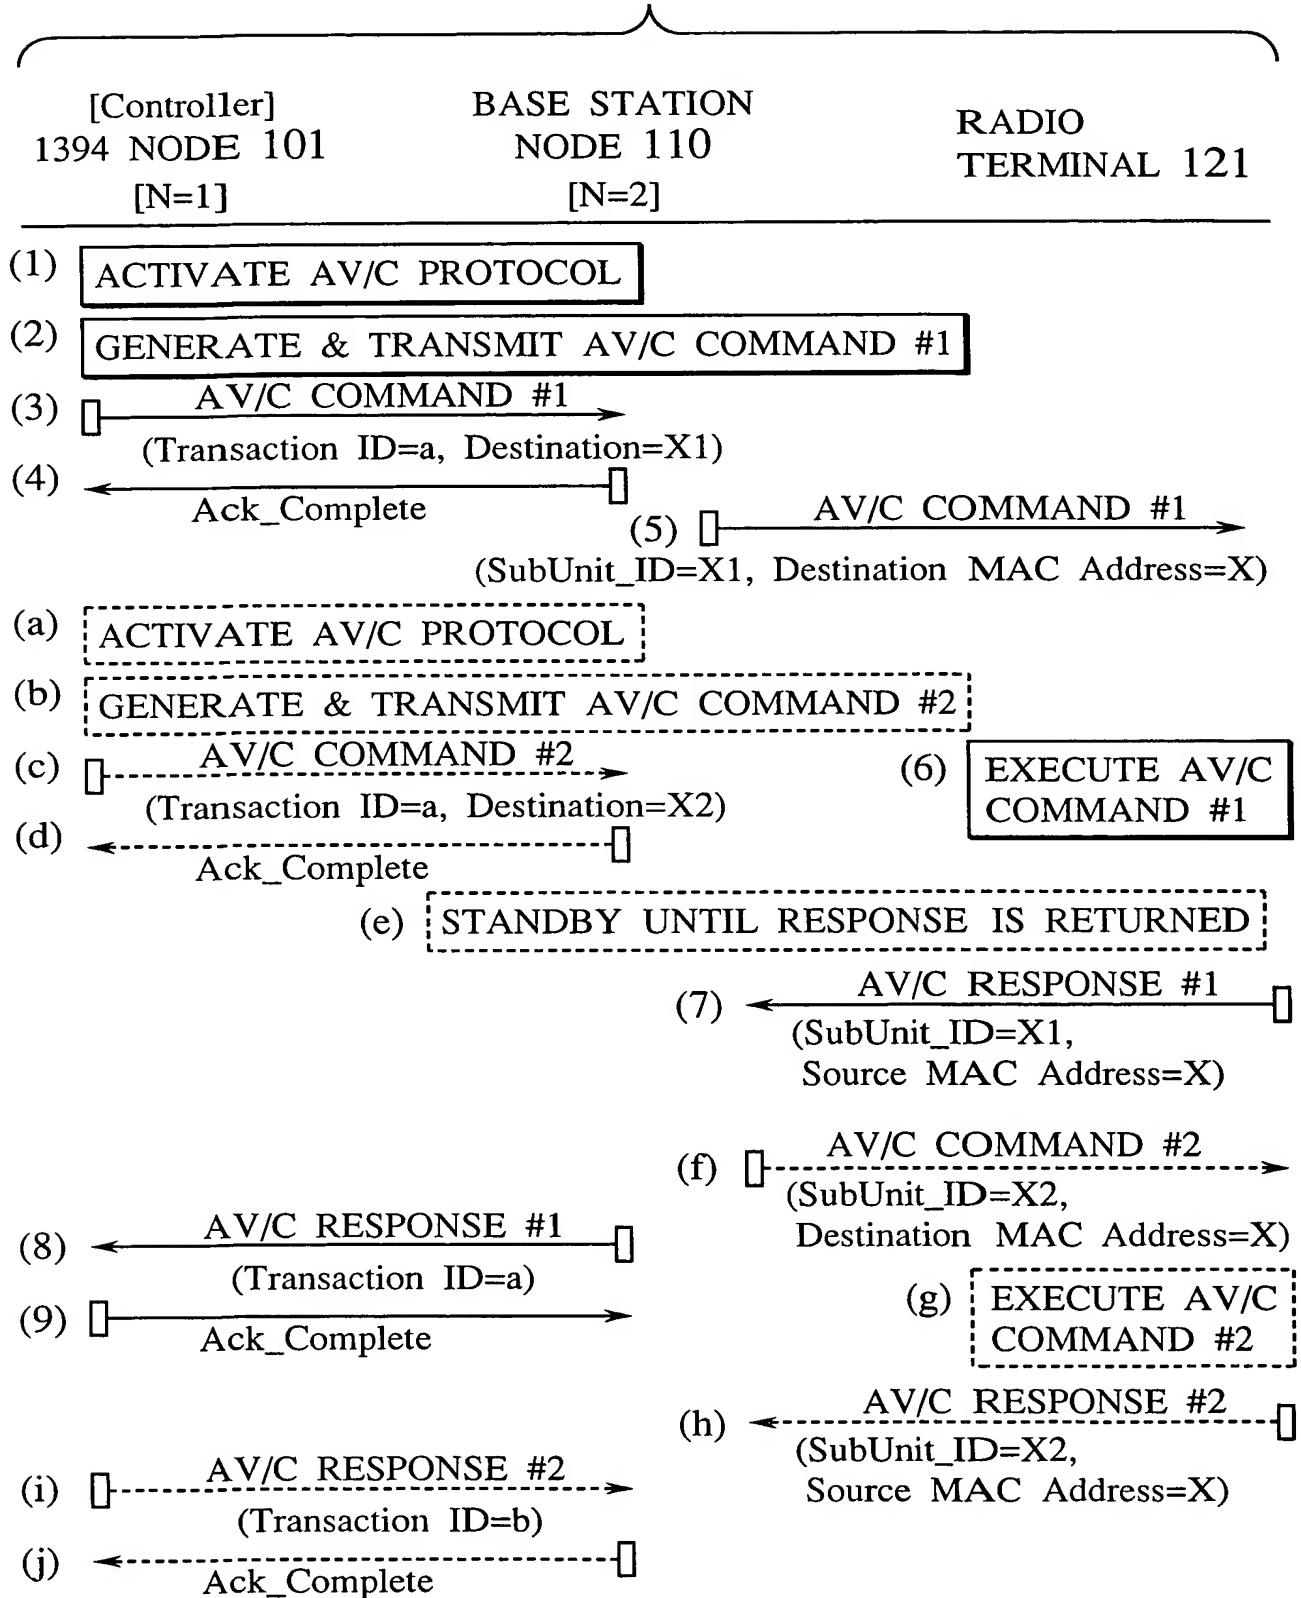 [Controller]
1394 NODE 101
[N=1]
BASE STATION
NODE 110
[N=2]
RADIO
TERMINAL 121
(1) ACTIVATE AV/C PROTOCOL
(2) GENERATE & TRANSMIT AV/C COMMAND #1
(3) AV/C COMMAND #1
(Transaction ID=a, Destination=X1)
(4) Ack_Complete
(5) AV/C COMMAND #1
(SubUnit_ID=X1, Destination MAC Address=X)
(a) ACTIVATE AV/C PROTOCOL
(b) GENERATE & TRANSMIT AV/C COMMAND #2
(c) AV/C COMMAND #2
(Transaction ID=a, Destination=X2)
(6) EXECUTE AV/C
COMMAND #1
(d) Ack_Complete
(e) STANDBY UNTIL RESPONSE IS RETURNED
(7) AV/C RESPONSE #1
(SubUnit_ID=X1,
Source MAC Address=X)
(f) AV/C COMMAND #2
(SubUnit_ID=X2,
Destination MAC Address=X)
(8) AV/C RESPONSE #1
(Transaction ID=a)
(9) Ack_Complete
(g) EXECUTE AV/C
COMMAND #2
(h) AV/C RESPONSE #2
(SubUnit_ID=X2,
Source MAC Address=X)
(i) AV/C RESPONSE #2
(Transaction ID=b)
(j) Ack_Complete